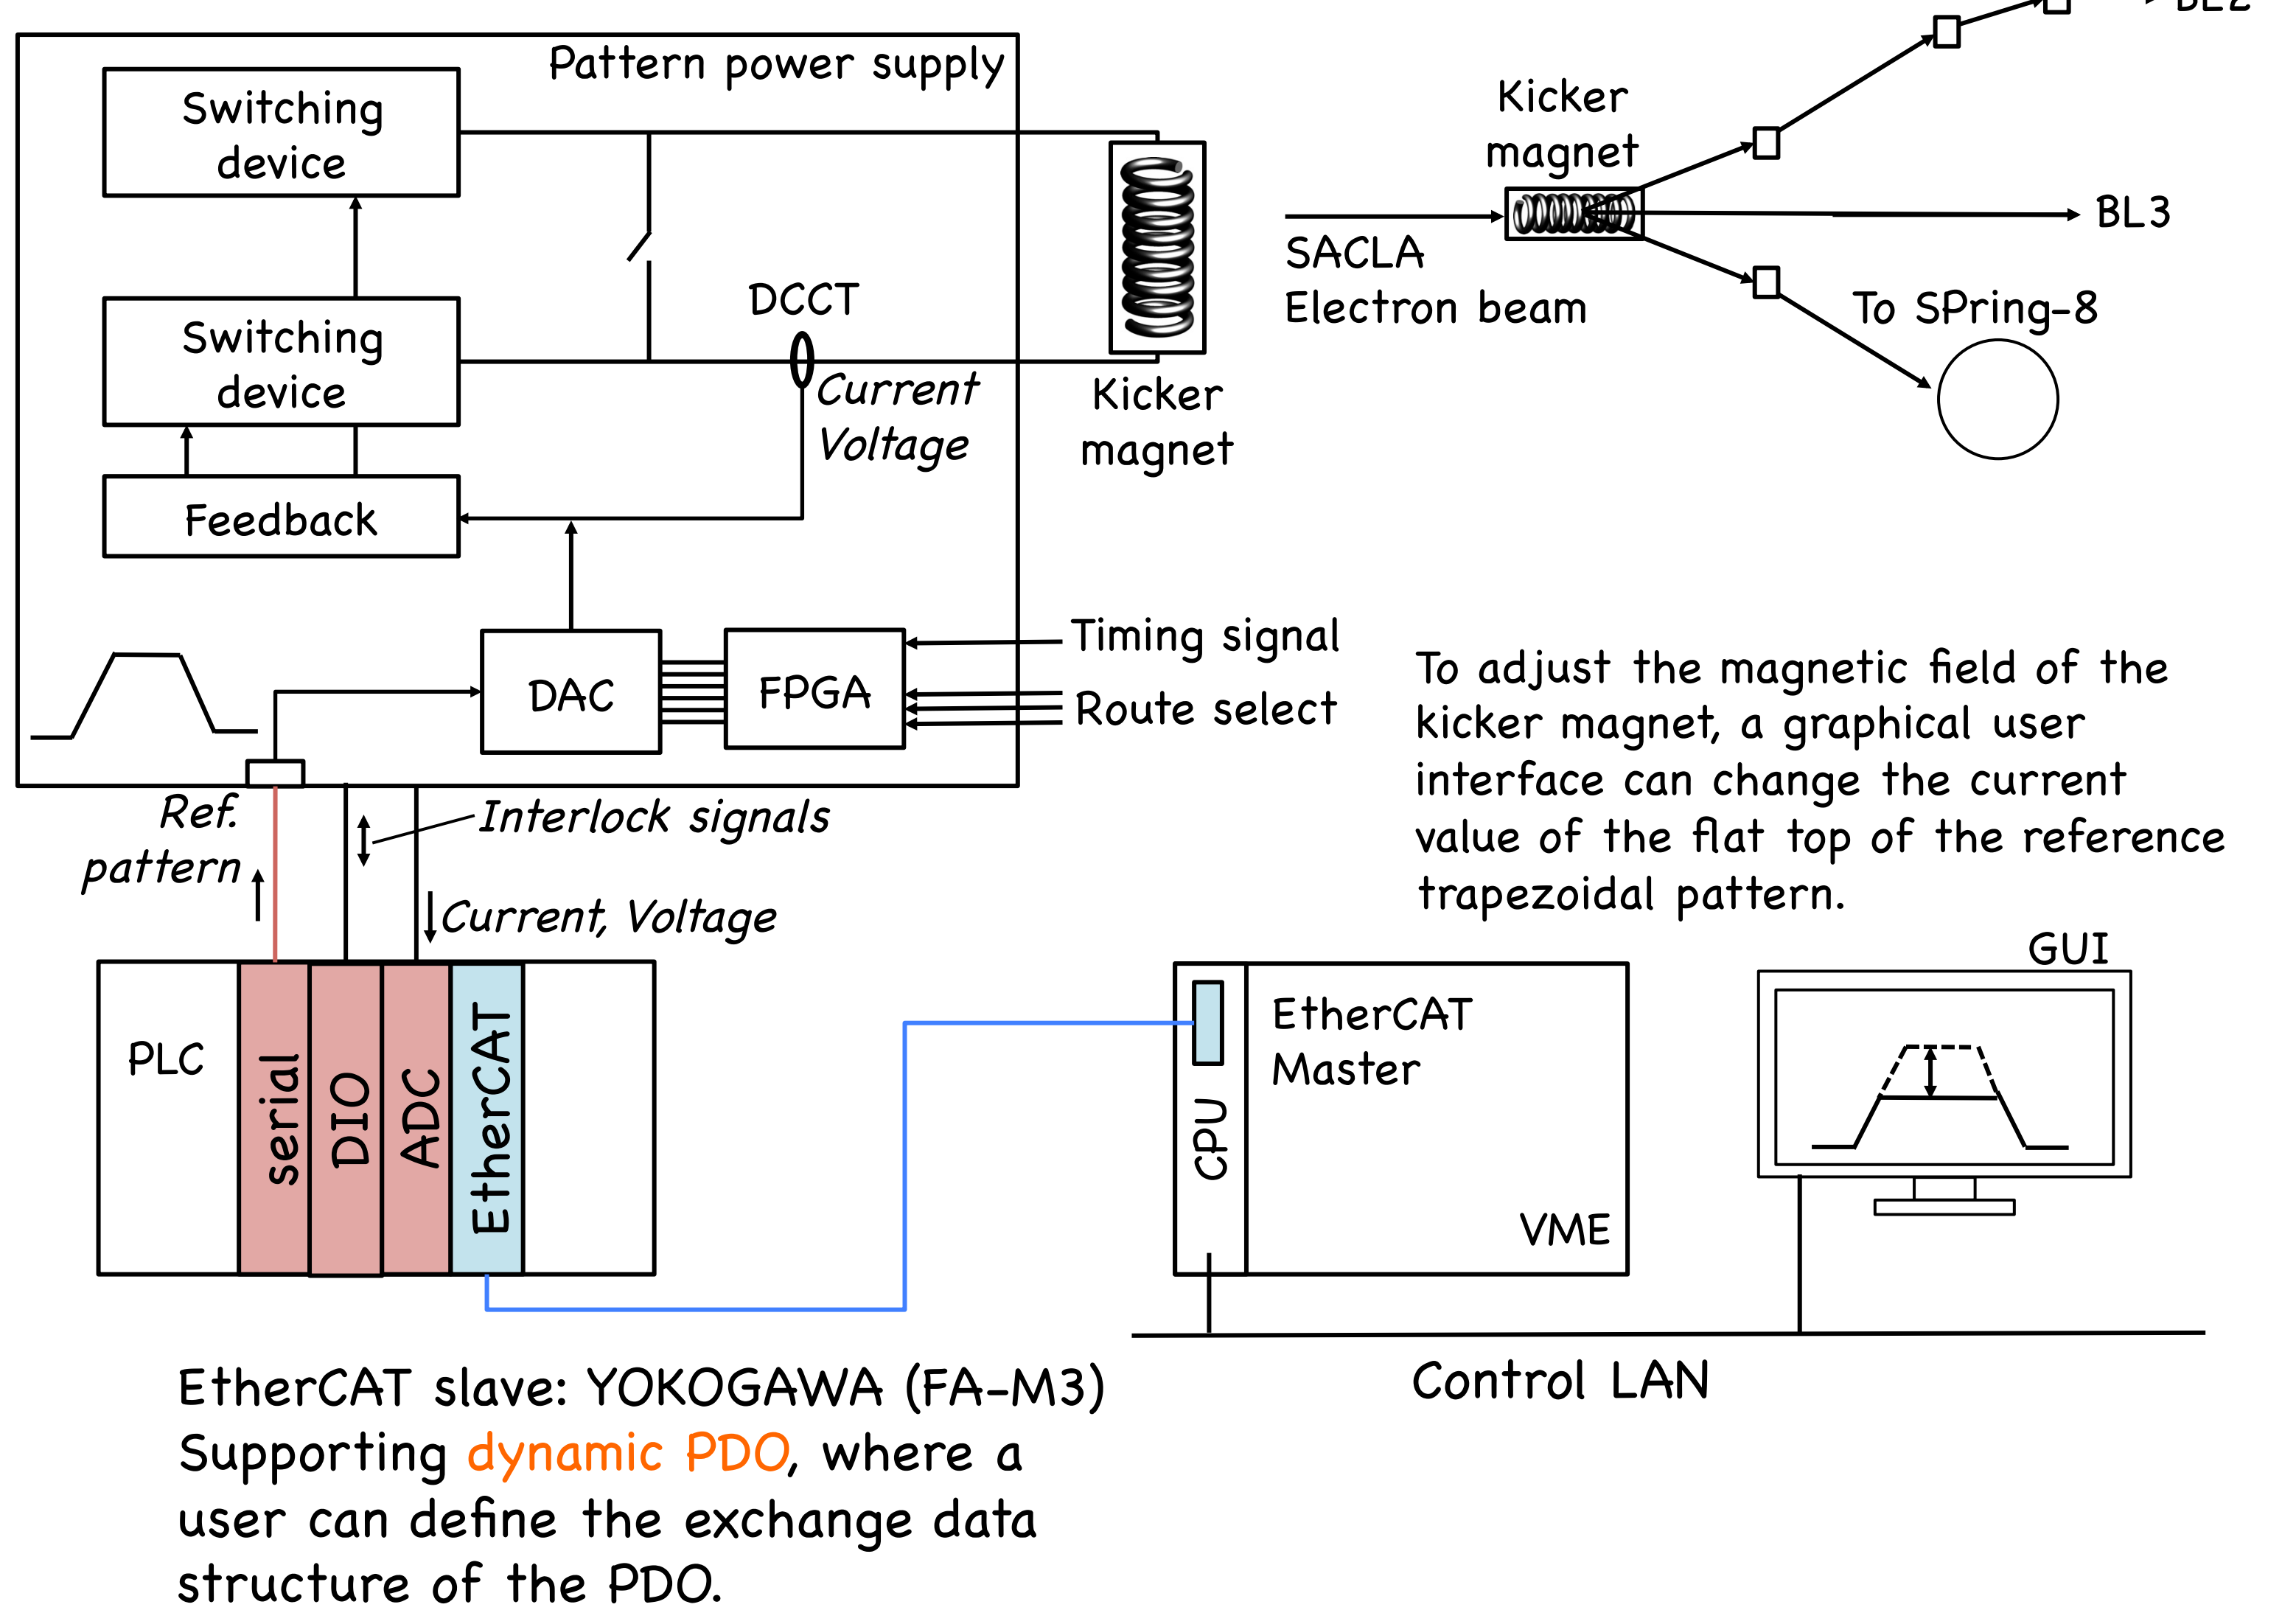 Pattern power supply
Switching
device
Switching
device
Feedback
DCCT
Current
Voltage
Kicker
magnet
DAC
FPGA
Timing signal
Route select
Kicker
magnet
SACLA
Electron beam
BL2
BL3
To SPring-8
Ref.
pattern
Interlock signals
Current, Voltage
PLC
serial
DIO
ADC
EtherCAT
To adjust the magnetic field of the
kicker magnet, a graphical user
interface can change the current
value of the flat top of the reference
trapezoidal pattern.
GUI
EtherCAT
Master
CPU
VME
Control LAN
EtherCAT slave: YOKOGAWA (FA-M3)
Supporting dynamic PDO, where a
user can define the exchange data
structure of the PDO.